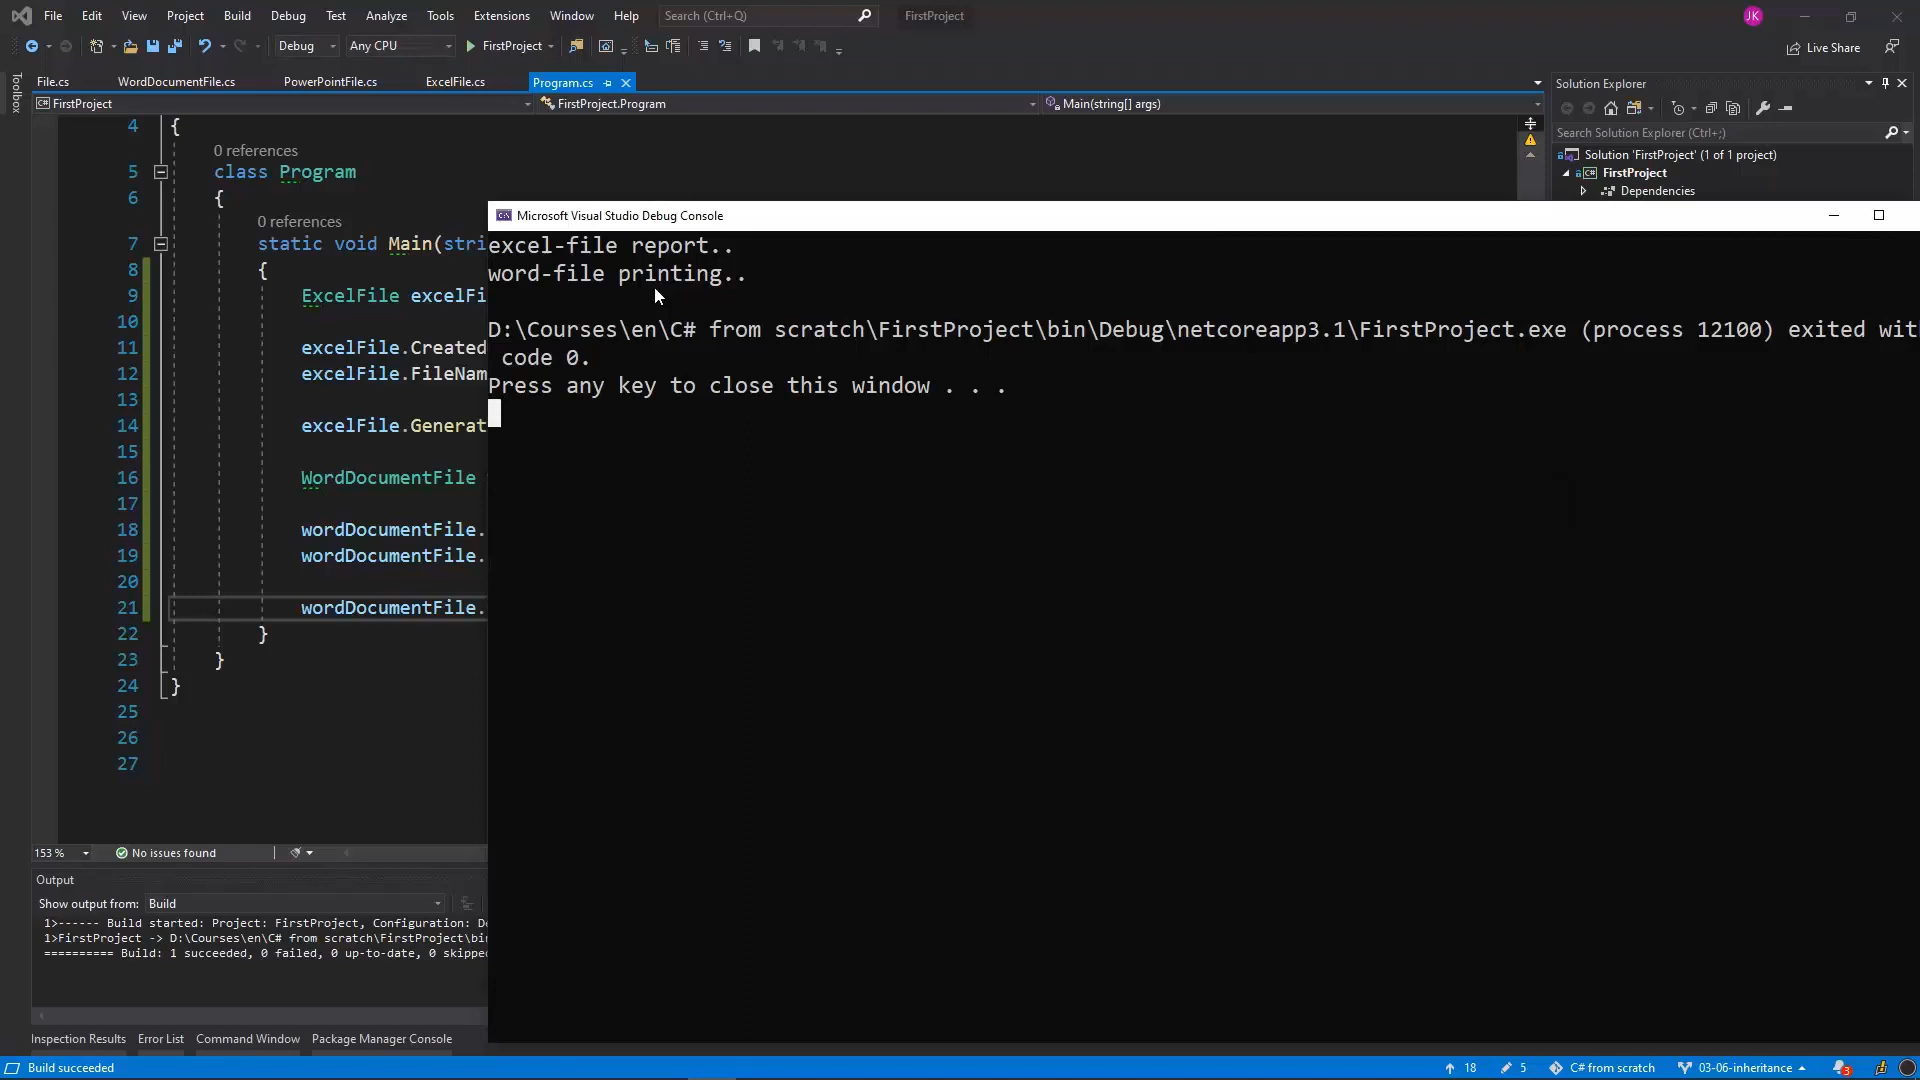 File Edit View Project Build Debug Test Analyze Tools Extensions Window Help Search (Ctrl+Q) FirstProject JK
Debug Any CPU FirstProject Live Share
File.cs WordDocumentFile.cs PowerPointFile.cs ExcelFile.cs Program.cs Solution Explorer
Toolbox
C# FirstProject FirstProject.Program Main(string[] args)
Search Solution Explorer (Ctrl+;)
Solution 'FirstProject' (1 of 1 project)
C# FirstProject
Dependencies
4 {
0 references
5 class Program
6 {
0 references
7 static void Main(stri
8 {
9 ExcelFile excelFi
10
11 excelFile.Created
12 excelFile.FileNam
13
14 excelFile.Generat
15
16 WordDocumentFile
17
18 wordDocumentFile.
19 wordDocumentFile.
20
21 wordDocumentFile.
22 }
23 }
24 }
25
26
27
Microsoft Visual Studio Debug Console
excel-file report..
word-file printing..
D:\Courses\en\C# from scratch\FirstProject\bin\Debug\netcoreapp3.1\FirstProject.exe (process 12100) exited wit
code 0.
Press any key to close this window . . .
153 % No issues found
Output
Show output from: Build
1>------ Build started: Project: FirstProject, Configuration: De
1>FirstProject -> D:\Courses\en\C# from scratch\FirstProject\bin
========== Build: 1 succeeded, 0 failed, 0 up-to-date, 0 skipped
Inspection Results Error List Command Window Package Manager Console
Build succeeded 18 5 C# from scratch 03-06-inheritance 3